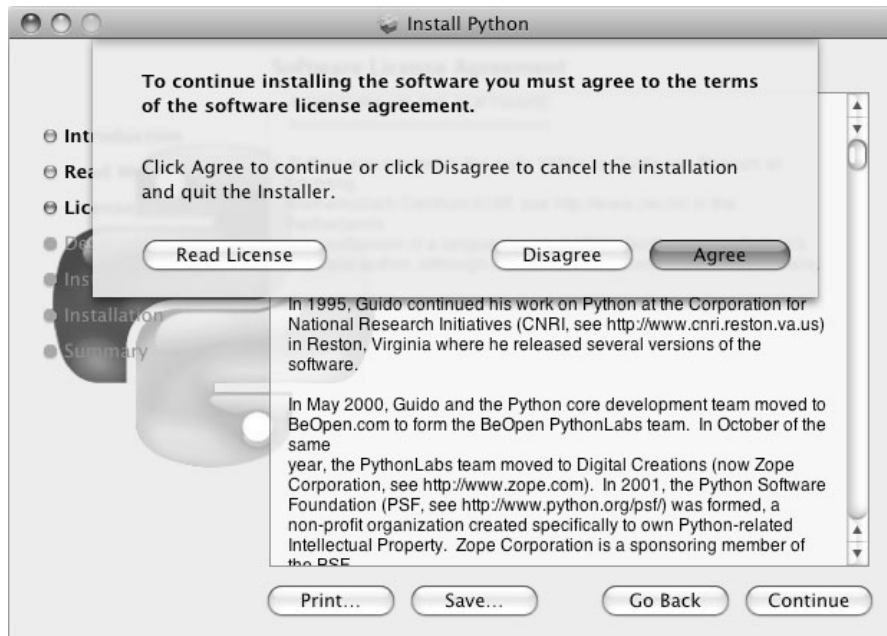 Install Python
To continue installing the software you must agree to the terms
of the software license agreement.
Click Agree to continue or click Disagree to cancel the installation
and quit the Installer.
Read License
Disagree
Agree
Int
Rea
Lic
De
Ins
Installation
Summary
In 1995, Guido continued his work on Python at the Corporation for
National Research Initiatives (CNRI, see http://www.cnri.reston.va.us)
in Reston, Virginia where he released several versions of the
software.
In May 2000, Guido and the Python core development team moved to
BeOpen.com to form the BeOpen PythonLabs team.  In October of the
same
year, the PythonLabs team moved to Digital Creations (now Zope
Corporation, see http://www.zope.com).  In 2001, the Python Software
Foundation (PSF, see http://www.python.org/psf/) was formed, a
non-profit organization created specifically to own Python-related
Intellectual Property.  Zope Corporation is a sponsoring member of
the PSF
Print...
Save...
Go Back
Continue